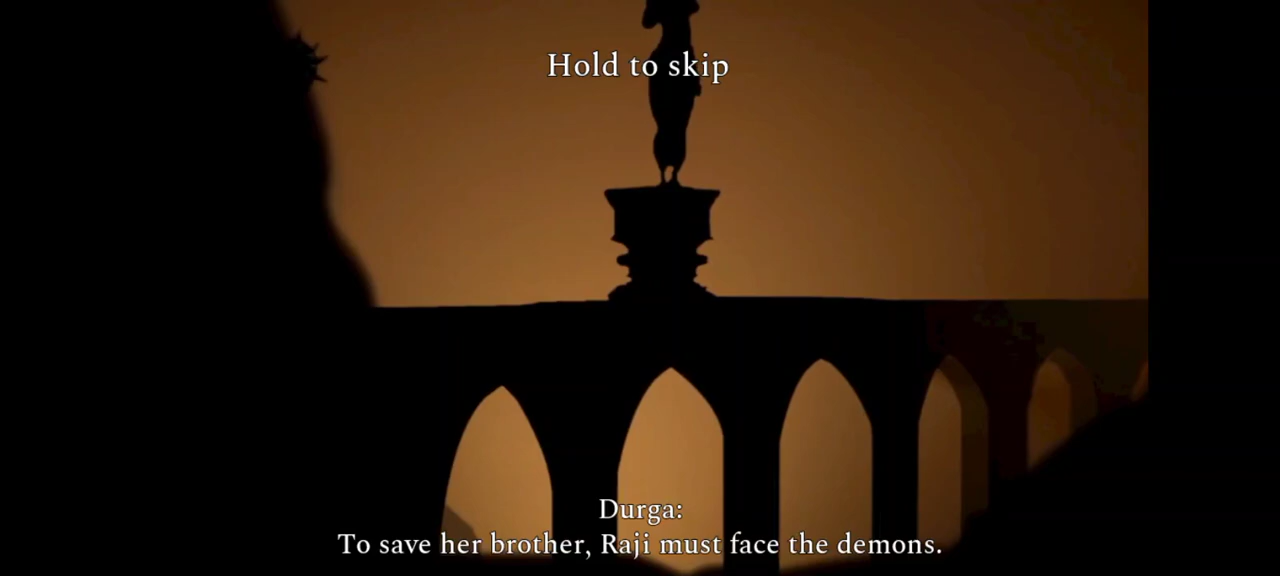 Hold to skip
Durga:
To save her brother, Raji must face the demons.